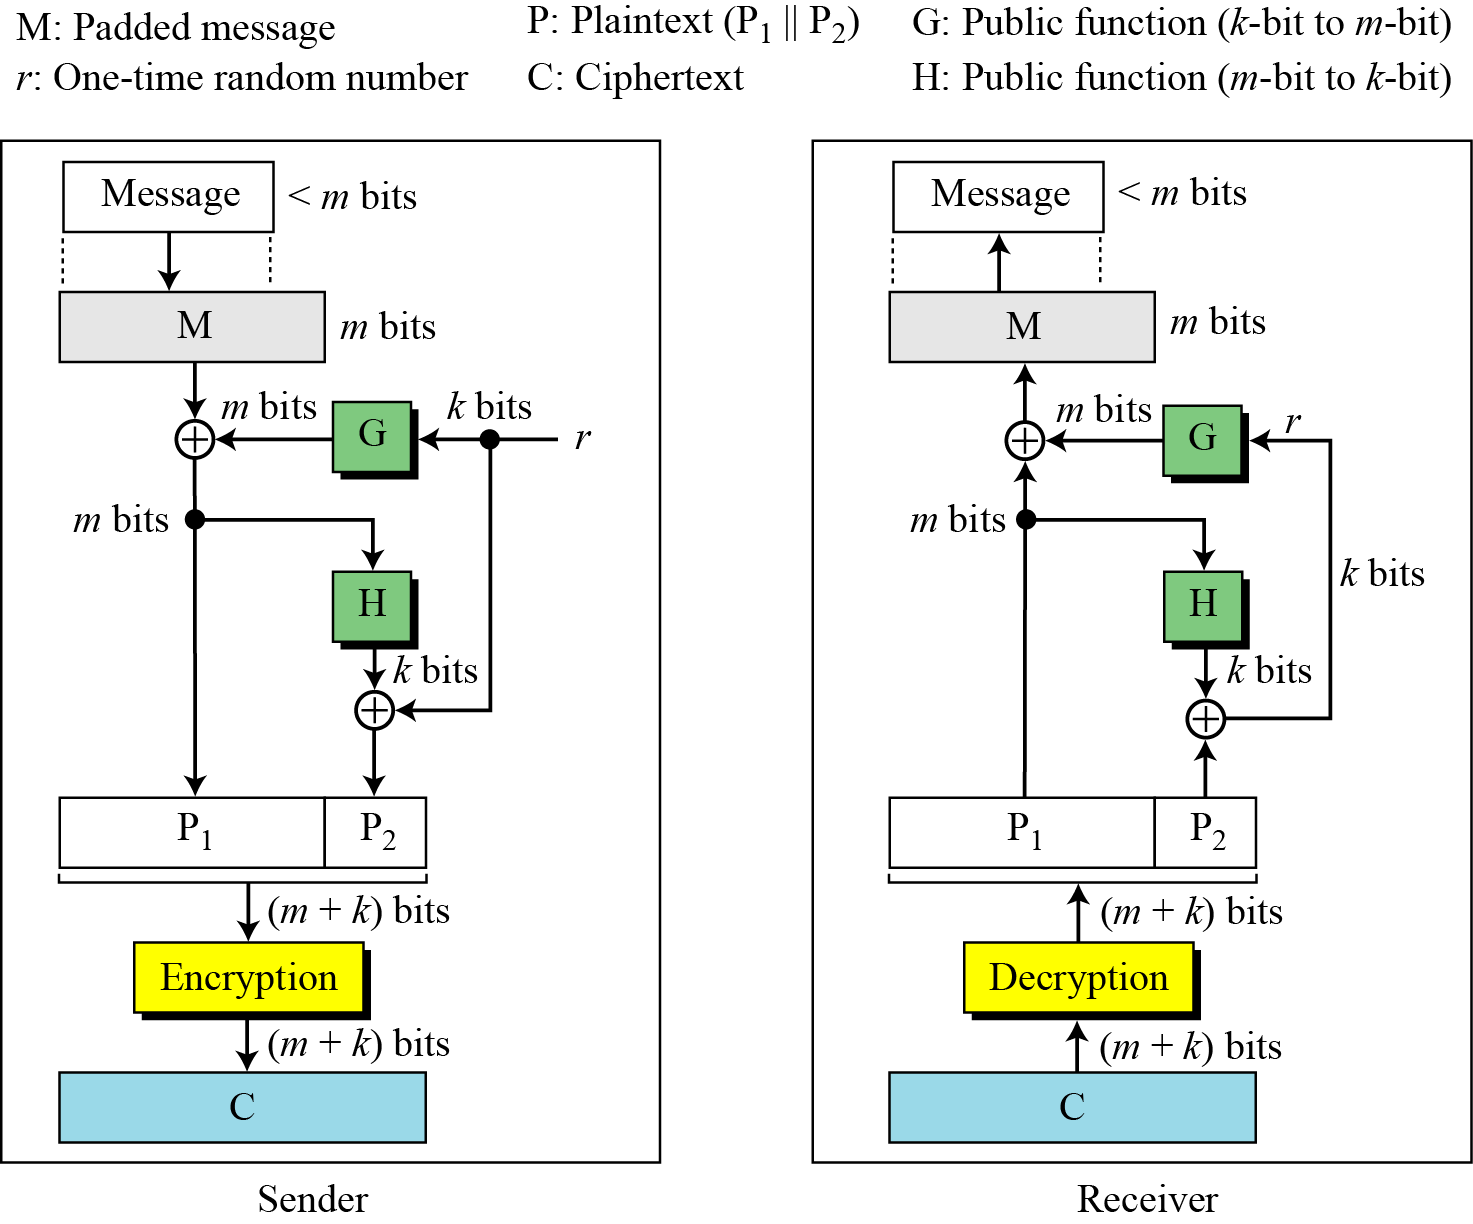 M: Padded message P: Plaintext (P1 || P2) G: Public function (k-bit to m-bit)
r: One-time random number C: Ciphertext H: Public function (m-bit to k-bit)
Message < m bits
M m bits
m bits G k bits r
m bits
H
k bits
P1 P2
(m + k) bits
Encryption
(m + k) bits
C
Sender
Message < m bits
M m bits
m bits G r
m bits
k bits
H
k bits
P1 P2
(m + k) bits
Decryption
(m + k) bits
C
Receiver